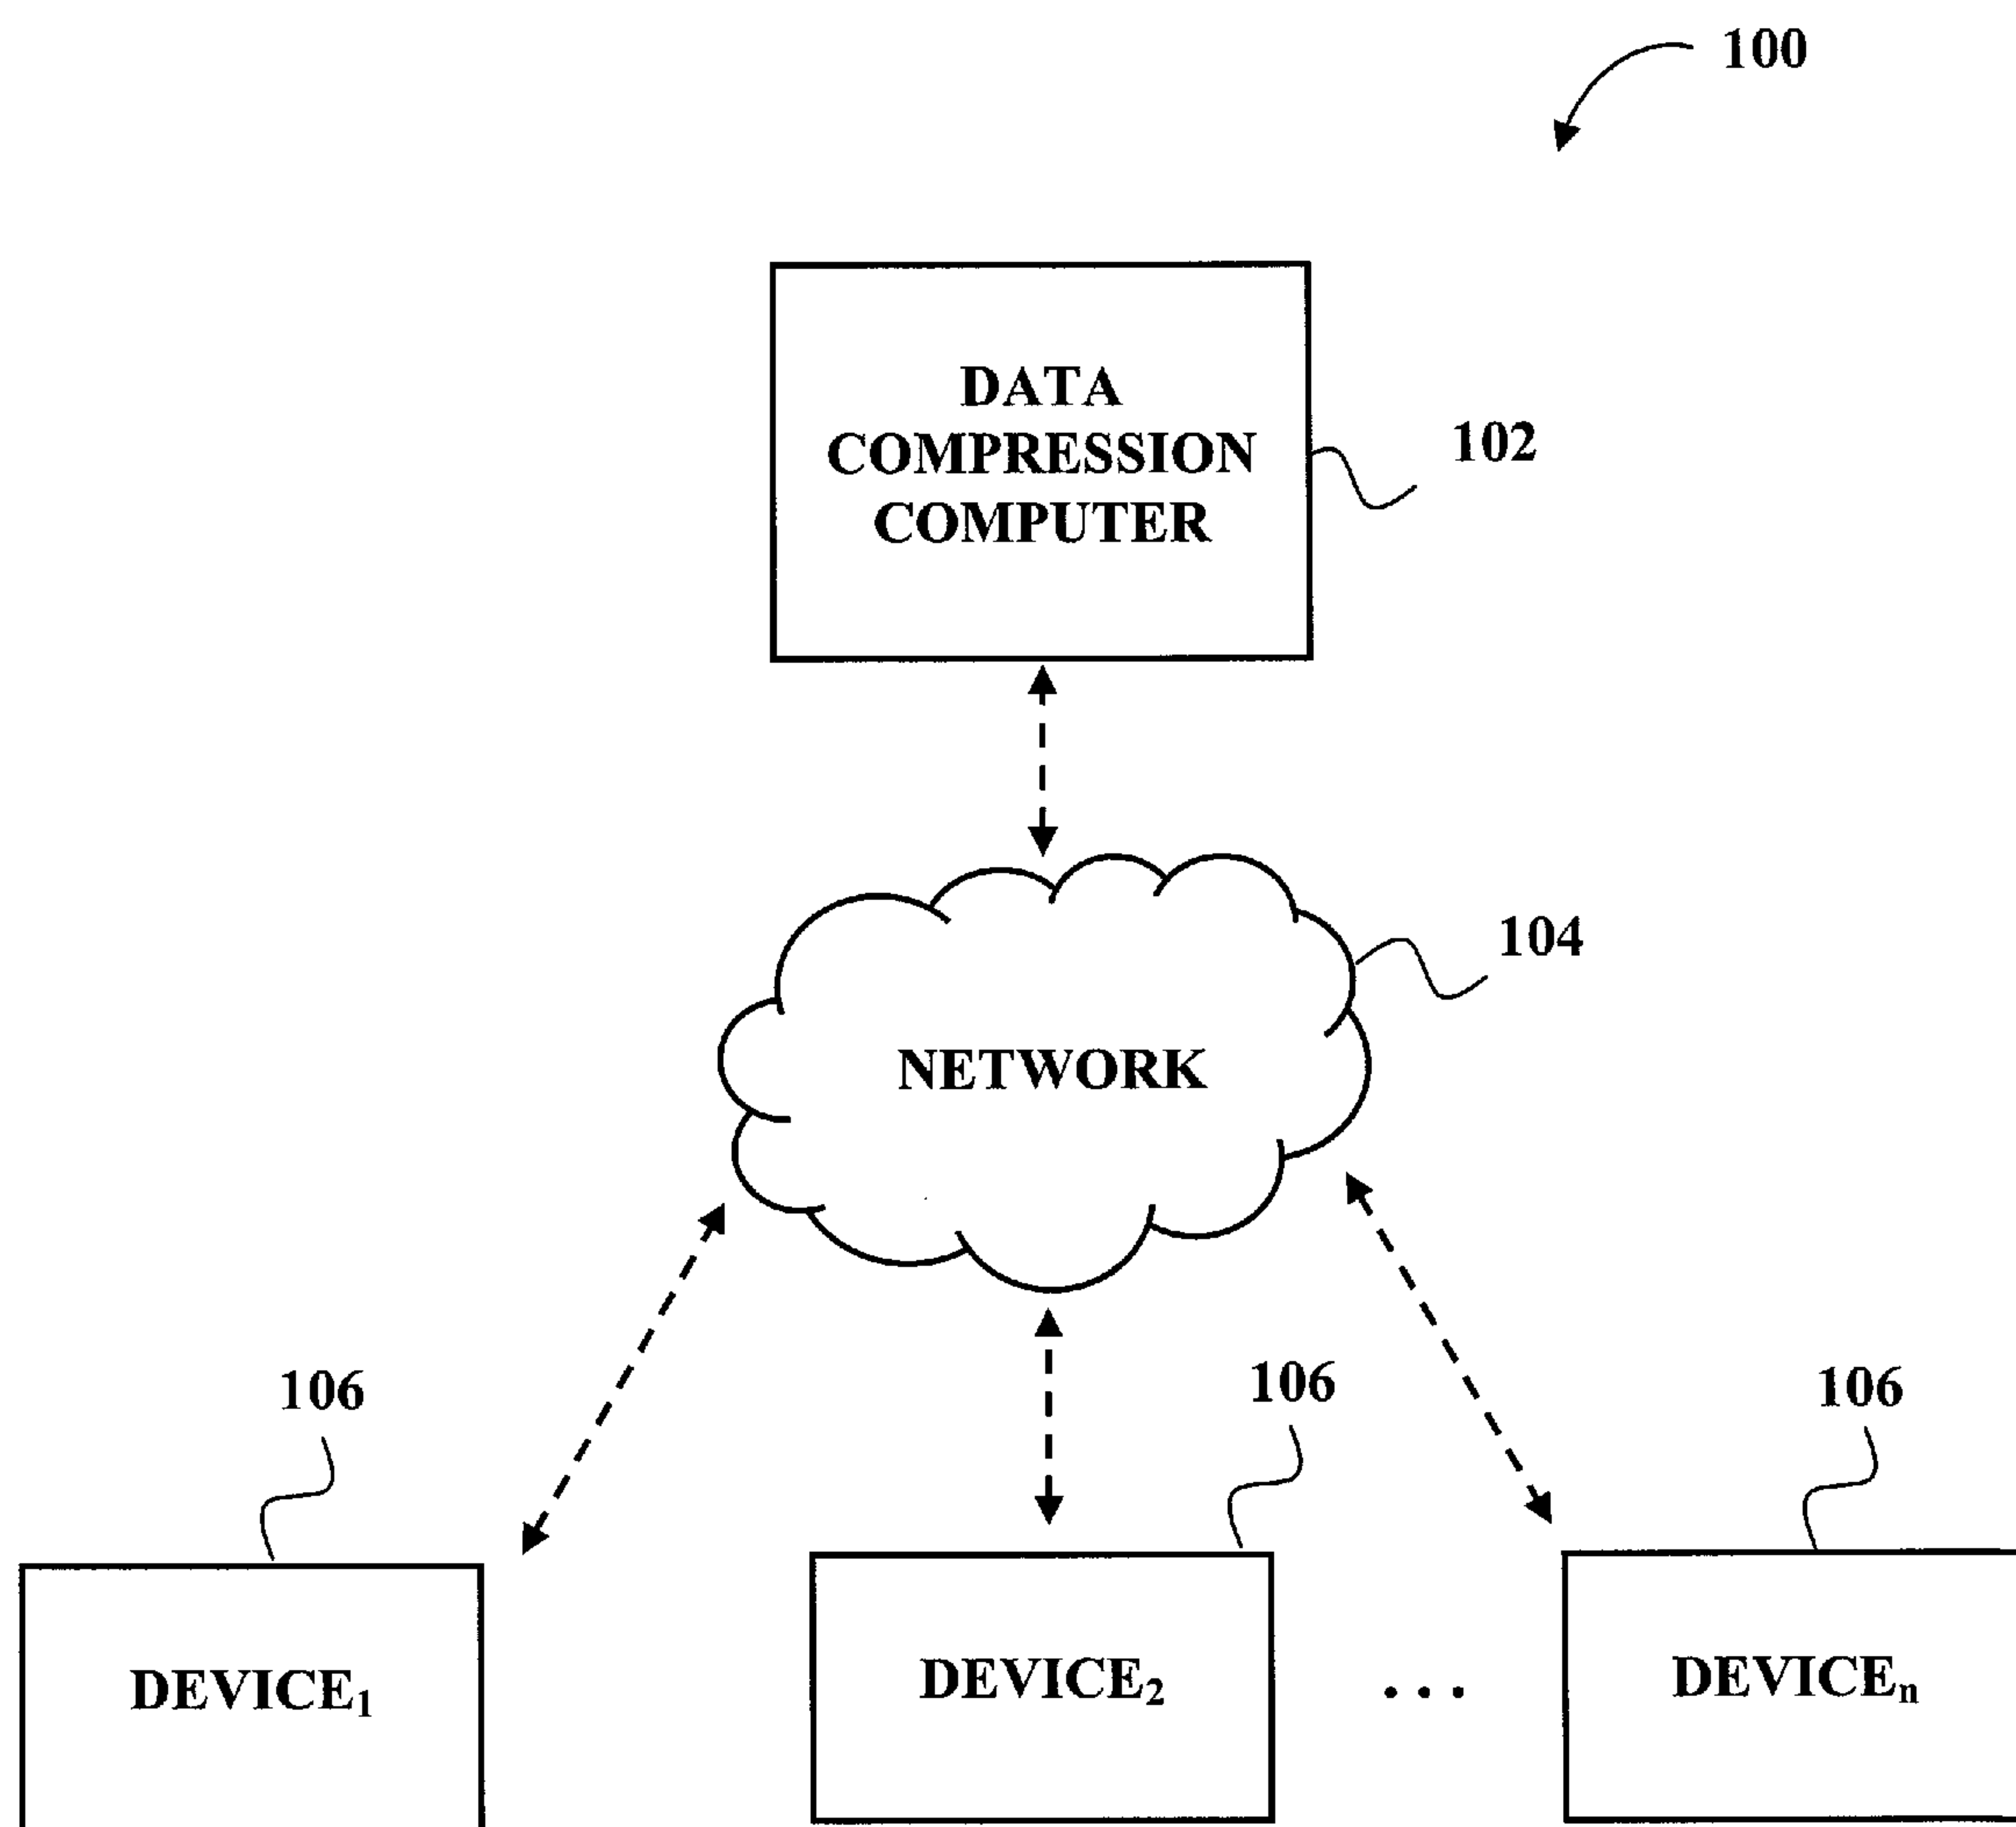 100
DATA
COMPRESSION
COMPUTER
102
104
NETWORK
106
106
106
DEVICE₁
DEVICE₂
...
DEVICEₙ